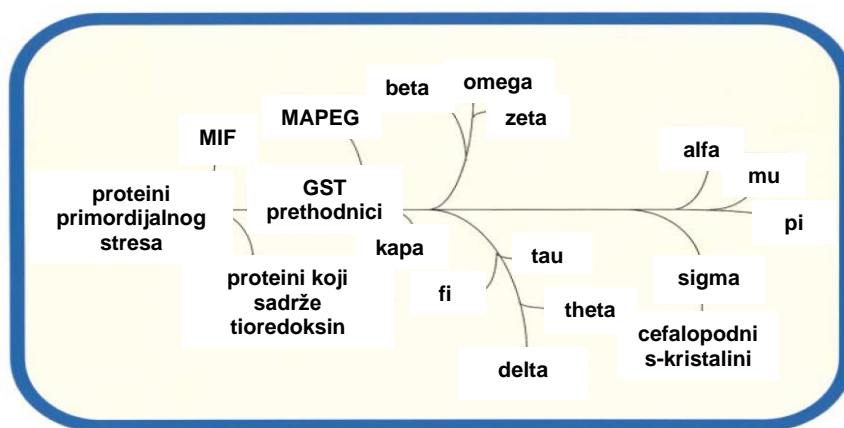 beta
omega
zeta
MAPEG
MIF
alfa
mu
pi
proteini
primordijalnog
stresa
GST
prethodnici
kapa
proteini koji
sadrže
tioredoksin
tau
fi
theta
delta
sigma
cefalopodni
s-kristalini